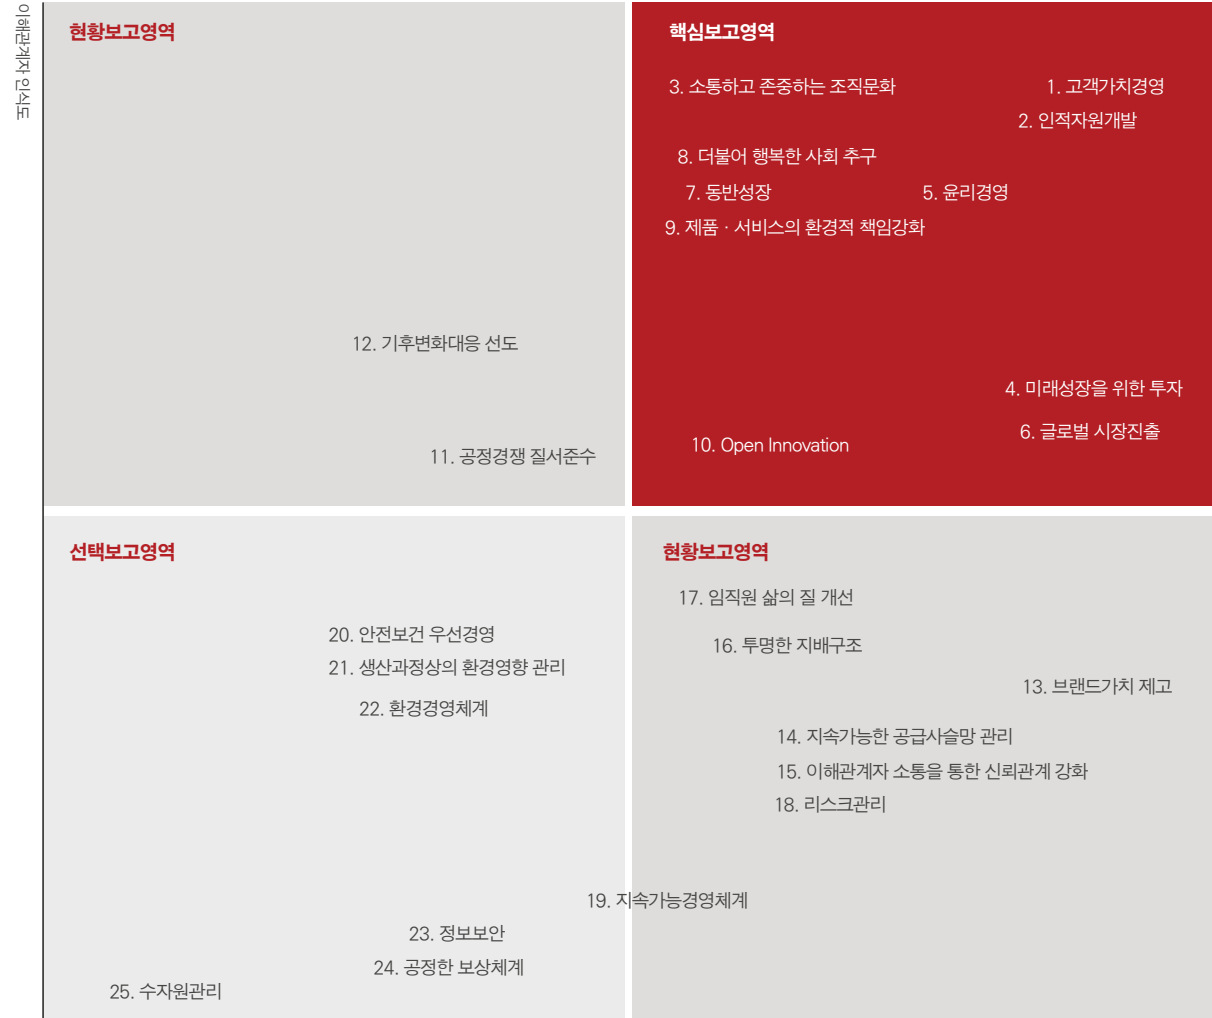 이해관계자 인식도
현황보고영역
12. 기후변화대응 선도
11. 공정경쟁 질서준수
핵심보고영역
3. 소통하고 존중하는 조직문화
1. 고객가치경영
2. 인적자원개발
8. 더불어 행복한 사회 추구
7. 동반성장
5. 윤리경영
9. 제품 · 서비스의 환경적 책임강화
4. 미래성장을 위한 투자
6. 글로벌 시장진출
10. Open Innovation
선택보고영역
20. 안전보건 우선경영
21. 생산과정상의 환경영향 관리
22. 환경경영체계
23. 정보보안
24. 공정한 보상체계
25. 수자원관리
현황보고영역
17. 임직원 삶의 질 개선
16. 투명한 지배구조
13. 브랜드가치 제고
14. 지속가능한 공급사슬망 관리
15. 이해관계자 소통을 통한 신뢰관계 강화
18. 리스크관리
19. 지속가능경영체계